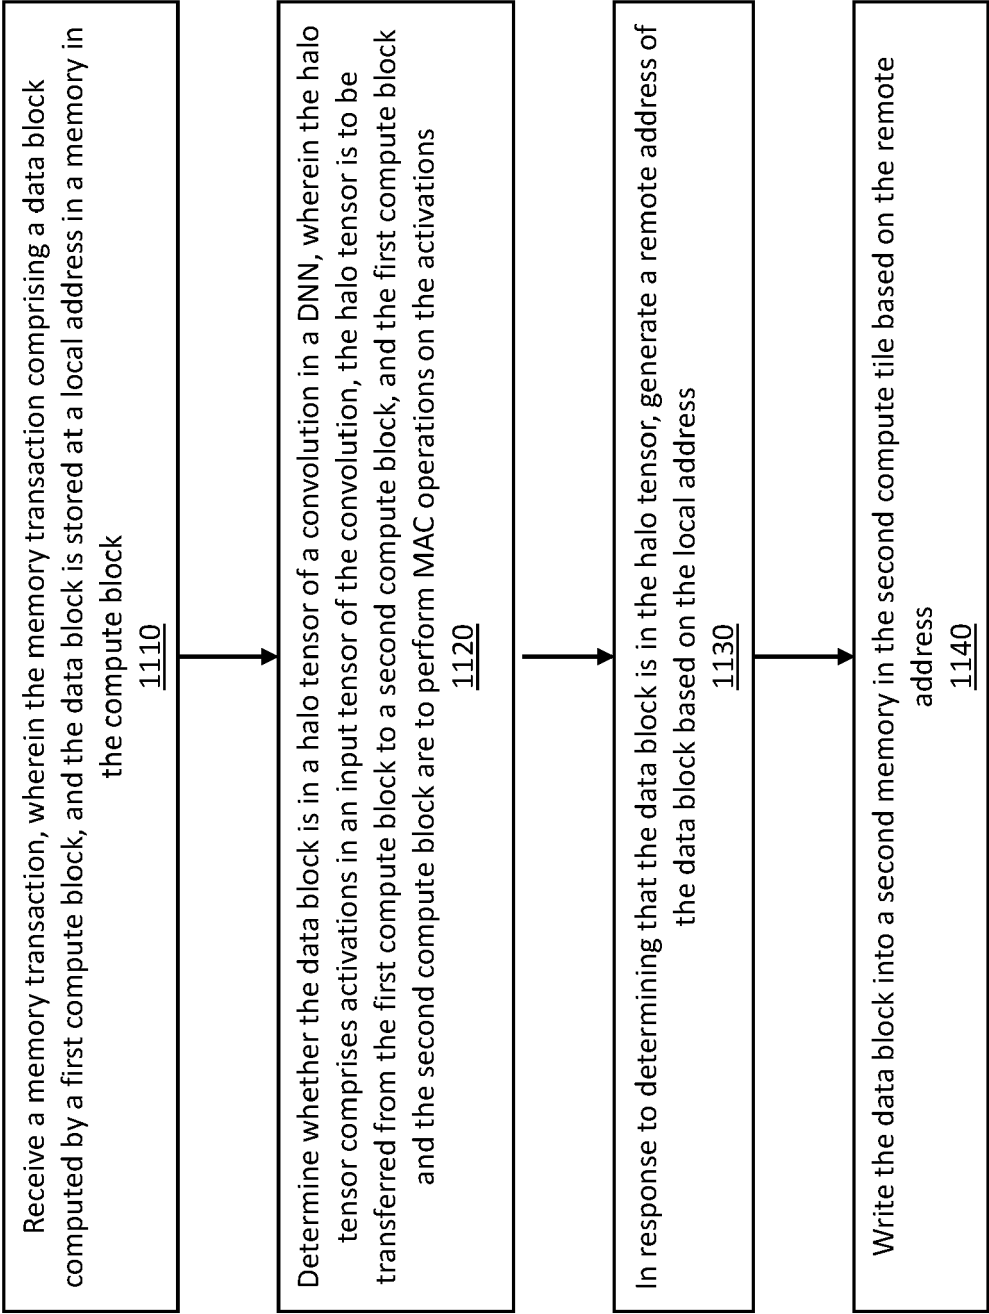 Receive a memory transaction, wherein the memory transaction comprising a data block
computed by a first compute block, and the data block is stored at a local address in a memory in
the compute block
1110
Determine whether the data block is in a halo tensor of a convolution in a DNN, wherein the halo
tensor comprises activations in an input tensor of the convolution, the halo tensor is to be
transferred from the first compute block to a second compute block, and the first compute block
and the second compute block are to perform MAC operations on the activations
1120
In response to determining that the data block is in the halo tensor, generate a remote address of
the data block based on the local address
1130
Write the data block into a second memory in the second compute tile based on the remote
address
1140